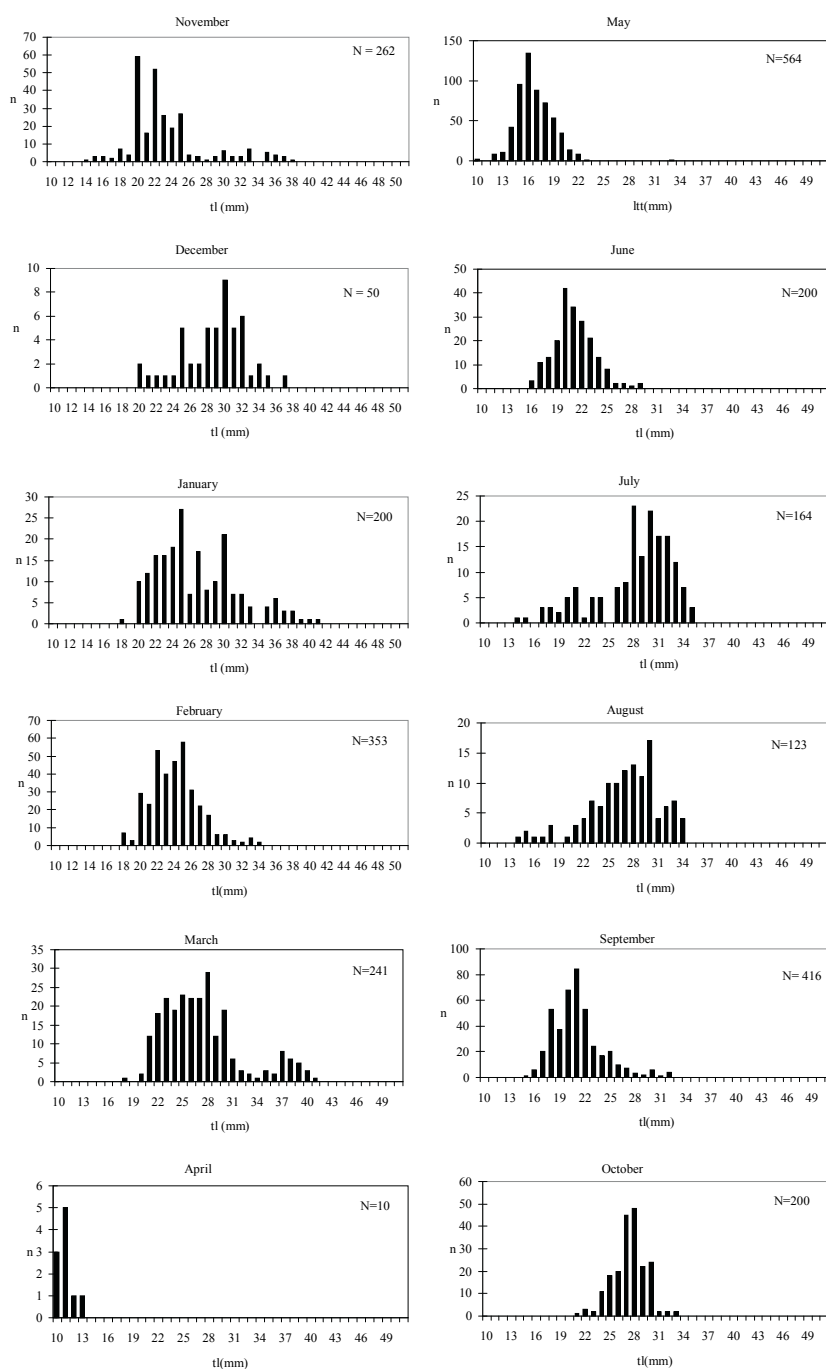 November
70
60
50
40
30
20
10
0
n
N = 262
10 12 14 16 18 20 22 24 26 28 30 32 34 36 38 40 42 44 46 48 50
tl (mm)
May
150
100
50
0
n
N=564
10 13 16 19 22 25 28 31 34 37 40 43 46 49
ltt(mm)
December
10
8
6
4
2
0
n
N = 50
10 12 14 16 18 20 22 24 26 28 30 32 34 36 38 40 42 44 46 48 50
tl (mm)
June
50
40
30
20
10
0
n
N=200
10 13 16 19 22 25 28 31 34 37 40 43 46 49
tl (mm)
January
30
25
20
n 15
10
5
0
N=200
10 12 14 16 18 20 22 24 26 28 30 32 34 36 38 40 42 44 46 48 50
tl (mm)
July
25
20
15
10
5
0
n
N=164
10 13 16 19 22 25 28 31 34 37 40 43 46 49
tl (mm)
February
70
60
50
40
30
20
10
0
n
N=353
10 12 14 16 18 20 22 24 26 28 30 32 34 36 38 40 42 44 46 48 50
tl(mm)
August
20
15
n 10
5
0
N=123
10 13 16 19 22 25 28 31 34 37 40 43 46 49
tl (mm)
March
35
30
25
20
15
10
5
0
n
N=241
10 13 16 19 22 25 28 31 34 37 40 43 46 49
tl (mm)
September
100
80
60
40
20
0
n
N= 416
10 13 16 19 22 25 28 31 34 37 40 43 46 49
tl(mm)
April
6
5
4
n 3
2
1
0
N=10
10 13 16 19 22 25 28 31 34 37 40 43 46 49
tl(mm)
October
60
50
40
n 30
20
10
0
N=200
10 13 16 19 22 25 28 31 34 37 40 43 46 49
tl(mm)